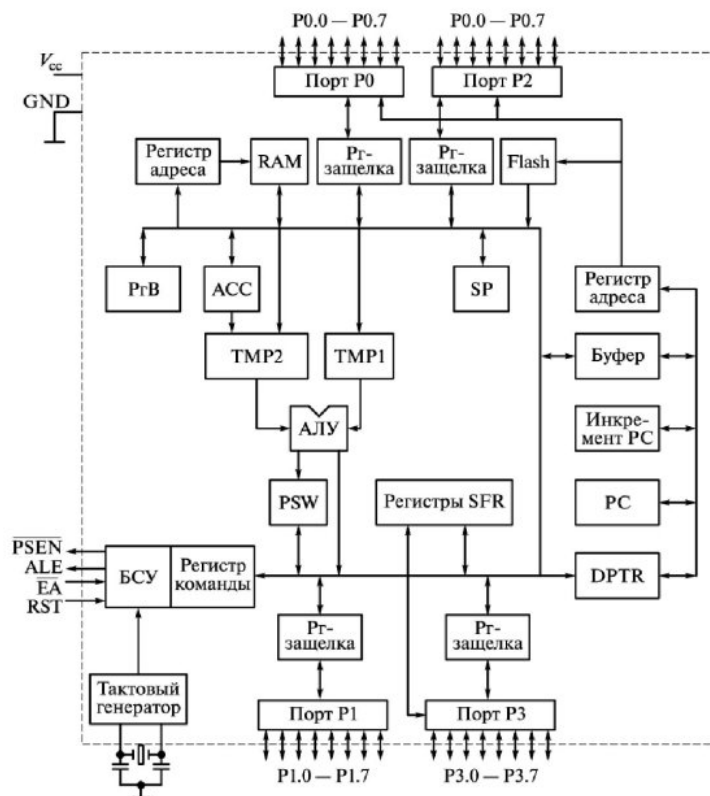 P0.0 — P0.7
P0.0 — P0.7
Vcc
GND
Порт P0
Порт P2
Регистр
адреса
RAM
Рг-
защелка
Рг-
защелка
Flash
РгВ
ACC
SP
Регистр
адреса
TMP2
TMP1
Буфер
АЛУ
Инкре-
мент PC
PSW
Регистры SFR
PC
PSEN
ALE
EA
RST
БСУ
Регистр
команды
DPTR
Рг-
защелка
Рг-
защелка
Тактовый
генератор
Порт P1
Порт P3
P1.0 — P1.7
P3.0 — P3.7